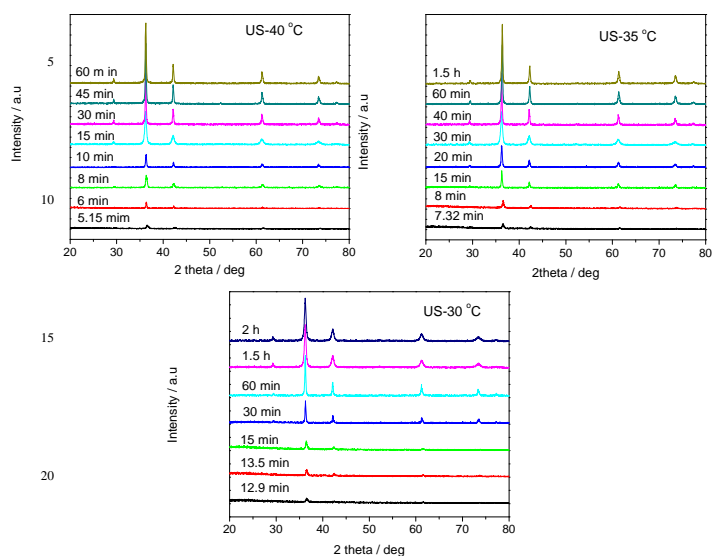 US-40 °C
5
60 m in
45 min
30 min
15 min
10 min
8 min
10
6 min
5.15 mim
Intensity / a.u
20 30 40 50 60 70 80
2 theta / deg
US-35 °C
1.5 h
60 min
40 min
30 min
20 min
15 min
8 min
7.32 min
Intensity / a.u
20 30 40 50 60 70 80
2theta / deg
US-30 °C
15
2 h
1.5 h
60 min
30 min
15 min
20
13.5 min
12.9 min
Intensity / a.u
20 30 40 50 60 70 80
2 theta / deg